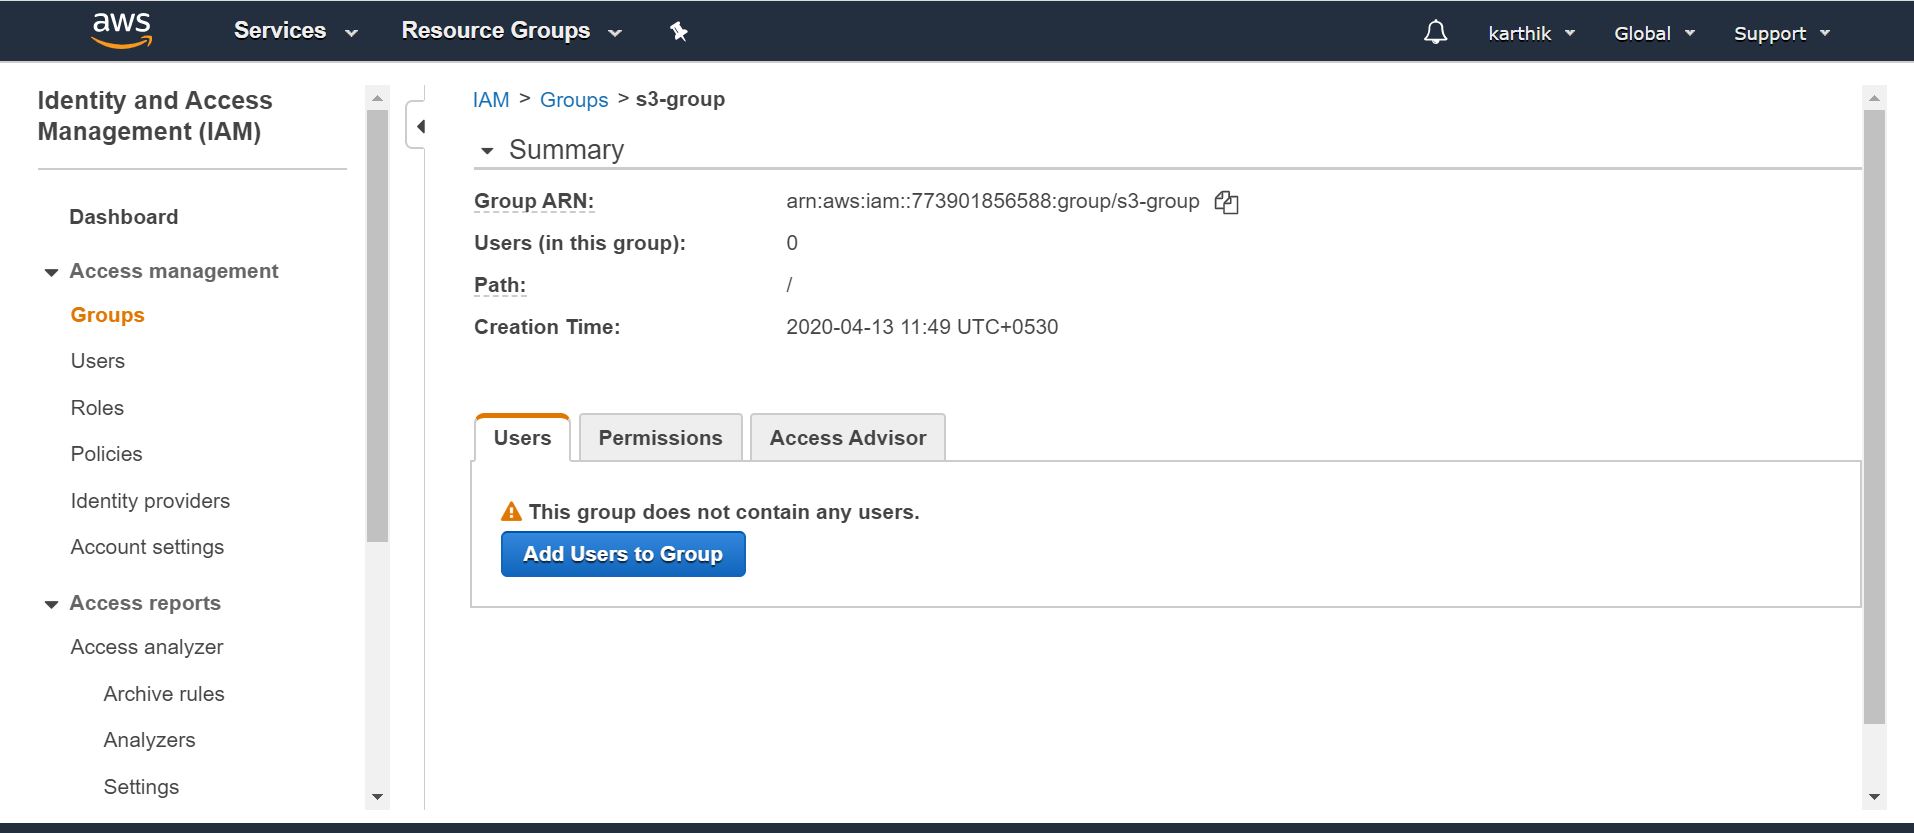 aws Services Resource Groups karthik Global Support
Identity and Access
Management (IAM)
Dashboard
Access management
Groups
Users
Roles
Policies
Identity providers
Account settings
Access reports
Access analyzer
Archive rules
Analyzers
Settings
IAM > Groups > s3-group
Summary
Group ARN: arn:aws:iam::773901856588:group/s3-group
Users (in this group): 0
Path: /
Creation Time: 2020-04-13 11:49 UTC+0530
Users Permissions Access Advisor
This group does not contain any users.
Add Users to Group